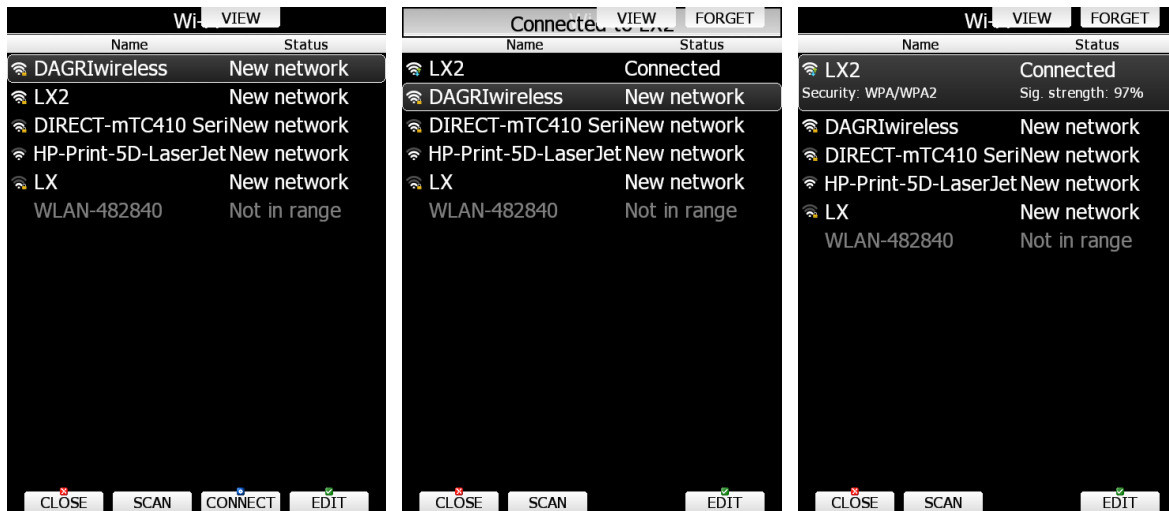 Wi- VIEW
Name Status
DAGRIwireless New network
LX2 New network
DIRECT-mTC410 Seri New network
HP-Print-5D-LaserJet New network
LX New network
WLAN-482840 Not in range
CLOSE SCAN CONNECT EDIT
Connected to LX2 VIEW FORGET
Name Status
LX2 Connected
DAGRIwireless New network
DIRECT-mTC410 Seri New network
HP-Print-5D-LaserJet New network
LX New network
WLAN-482840 Not in range
CLOSE SCAN EDIT
Wi- VIEW FORGET
Name Status
LX2 Connected
Security: WPA/WPA2 Sig. strength: 97%
DAGRIwireless New network
DIRECT-mTC410 Seri New network
HP-Print-5D-LaserJet New network
LX New network
WLAN-482840 Not in range
CLOSE SCAN EDIT